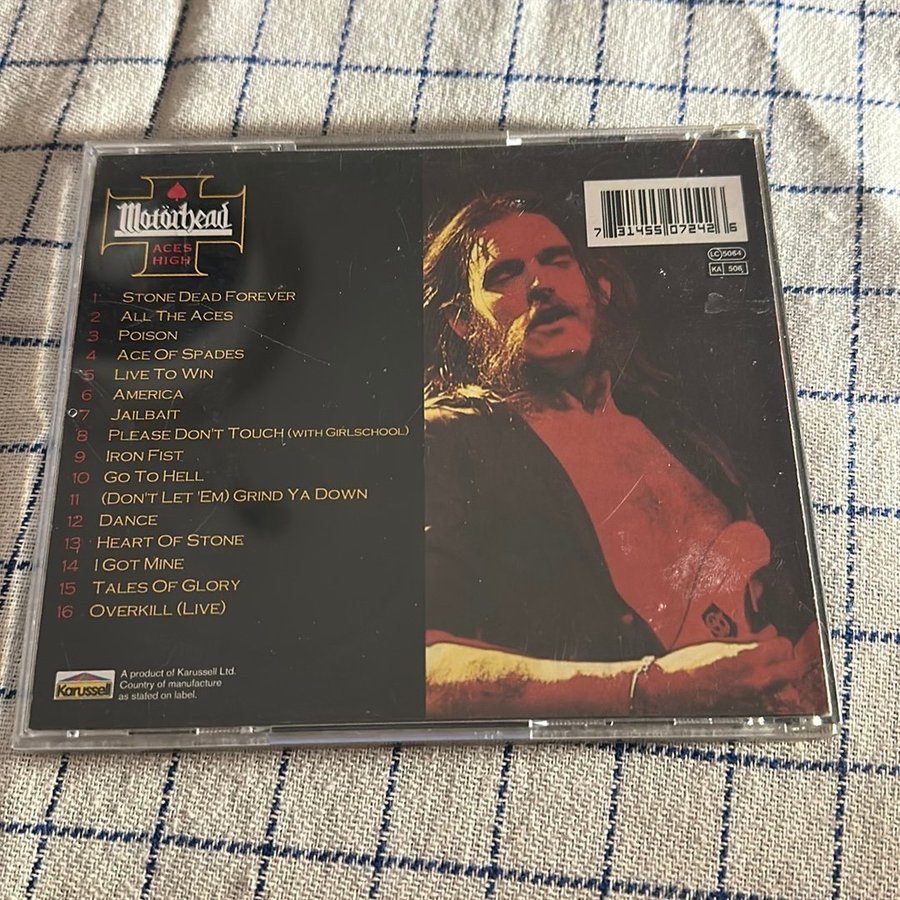 Motörhead
ACES
HIGH
1 STONE DEAD FOREVER
2 ALL THE ACES
3 POISON
4 ACE OF SPADES
5 LIVE TO WIN
6 AMERICA
7 JAILBAIT
8 PLEASE DON'T TOUCH (WITH GIRLSCHOOL)
9 IRON FIST
10 GO TO HELL
11 (DON'T LET 'EM) GRIND YA DOWN
12 DANCE
13 HEART OF STONE
14 I GOT MINE
15 TALES OF GLORY
16 OVERKILL (LIVE)
Karussell
A product of Karussell Ltd.
Country of manufacture
as stated on label.
7 31455 07242 6
LC 5064
KA 506